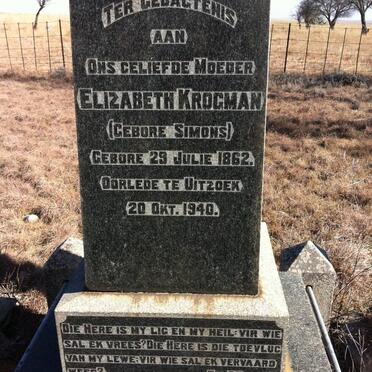 TER GEDACTENIS
AAN
ONS GELIEFDE MOEDER
ELIZABETH KROGMAN
(GEBORE SIMONS)
GEBORE 29 JULIE 1862.
OORLEDE TE UITZOEK
20 OKT. 1940.
DIE HERE IS MY LIG EN MY HEIL: VIR WIE
SAL EK VREES? DIE HERE IS DIE TOEVLUG
VAN MY LEWE: VIR WIE SAL EK VERVAARD
WEES?